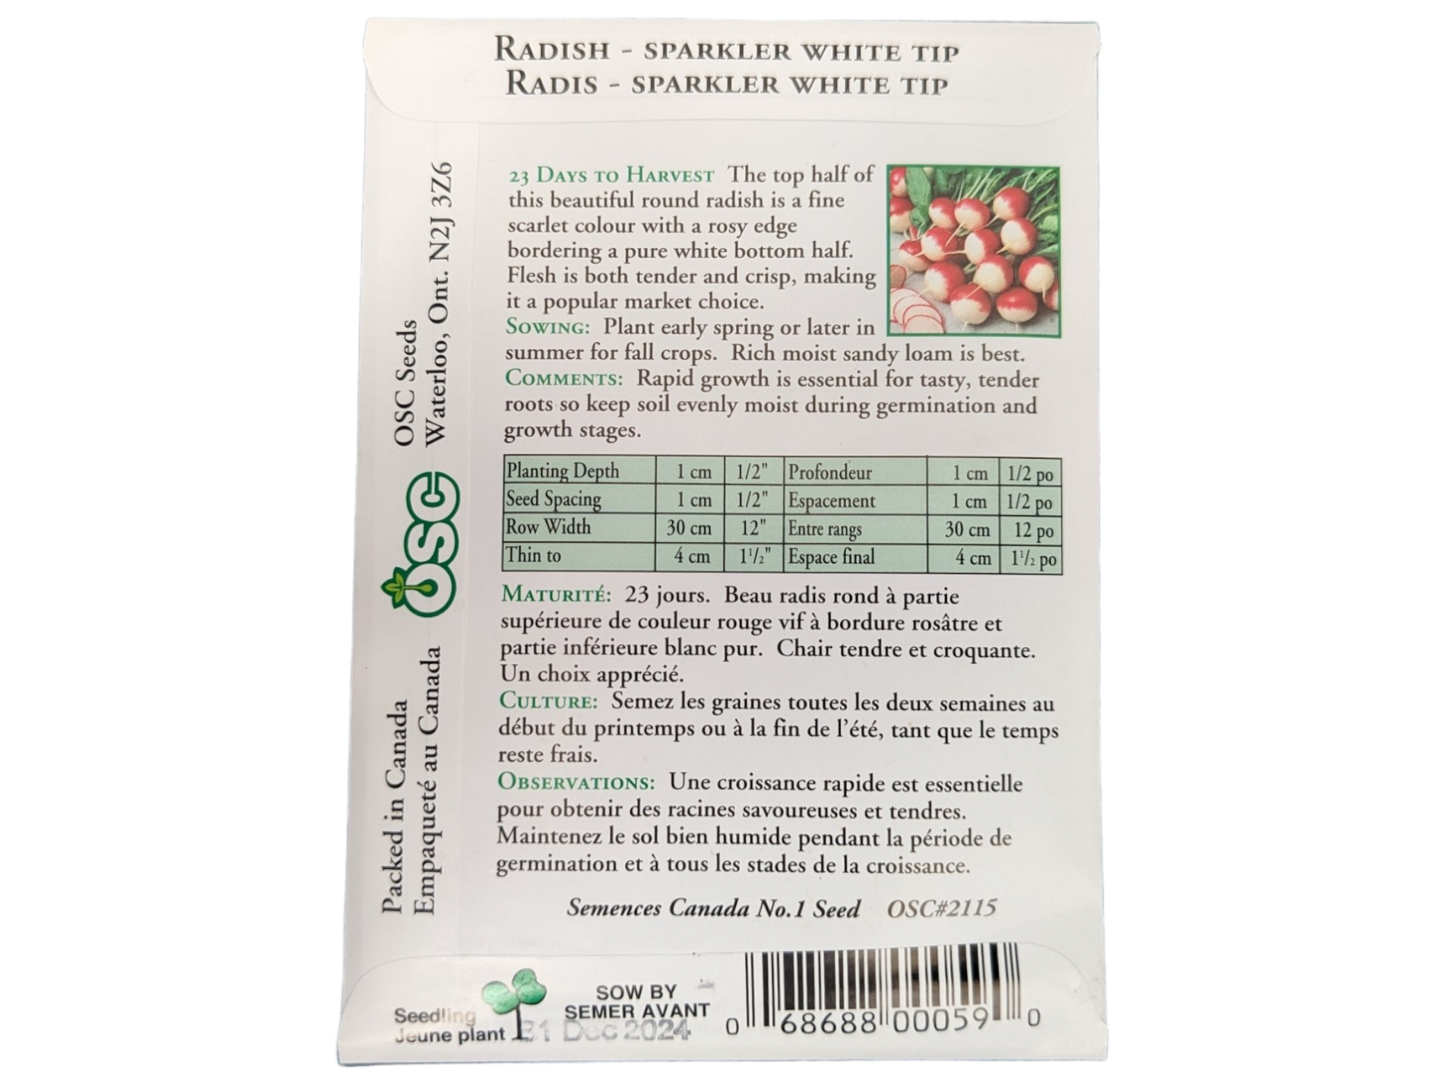 RADISH - SPARKLER WHITE TIP
RADIS - SPARKLER WHITE TIP
23 DAYS TO HARVEST The top half of
this beautiful round radish is a fine
scarlet colour with a rosy edge
bordering a pure white bottom half.
Flesh is both tender and crisp, making
it a popular market choice.
SOWING: Plant early spring or later in
summer for fall crops. Rich moist sandy loam is best.
COMMENTS: Rapid growth is essential for tasty, tender
roots so keep soil evenly moist during germination and
growth stages.
Planting Depth 1 cm 1/2" Profondeur 1 cm 1/2 po
Seed Spacing 1 cm 1/2" Espacement 1 cm 1/2 po
Row Width 30 cm 12" Entre rangs 30 cm 12 po
Thin to 4 cm 1 1/2" Espace final 4 cm 1 1/2 po
MATURITÉ: 23 jours. Beau radis rond à partie
supérieure de couleur rouge vif à bordure rosâtre et
partie inférieure blanc pur. Chair tendre et croquante.
Un choix apprécié.
CULTURE: Semez les graines toutes les deux semaines au
début du printemps ou à la fin de l'été, tant que le temps
reste frais.
OBSERVATIONS: Une croissance rapide est essentielle
pour obtenir des racines savoureuses et tendres.
Maintenez le sol bien humide pendant la période de
germination et à tous les stades de la croissance.
Semences Canada No.1 Seed OSC#2115
OSC Seeds
Waterloo, Ont. N2J 3Z6
OSC
Packed in Canada
Empaqueté au Canada
Seedling
Jeune plant
SOW BY
SEMER AVANT
31 Dec 2024
0 68688 00059 0